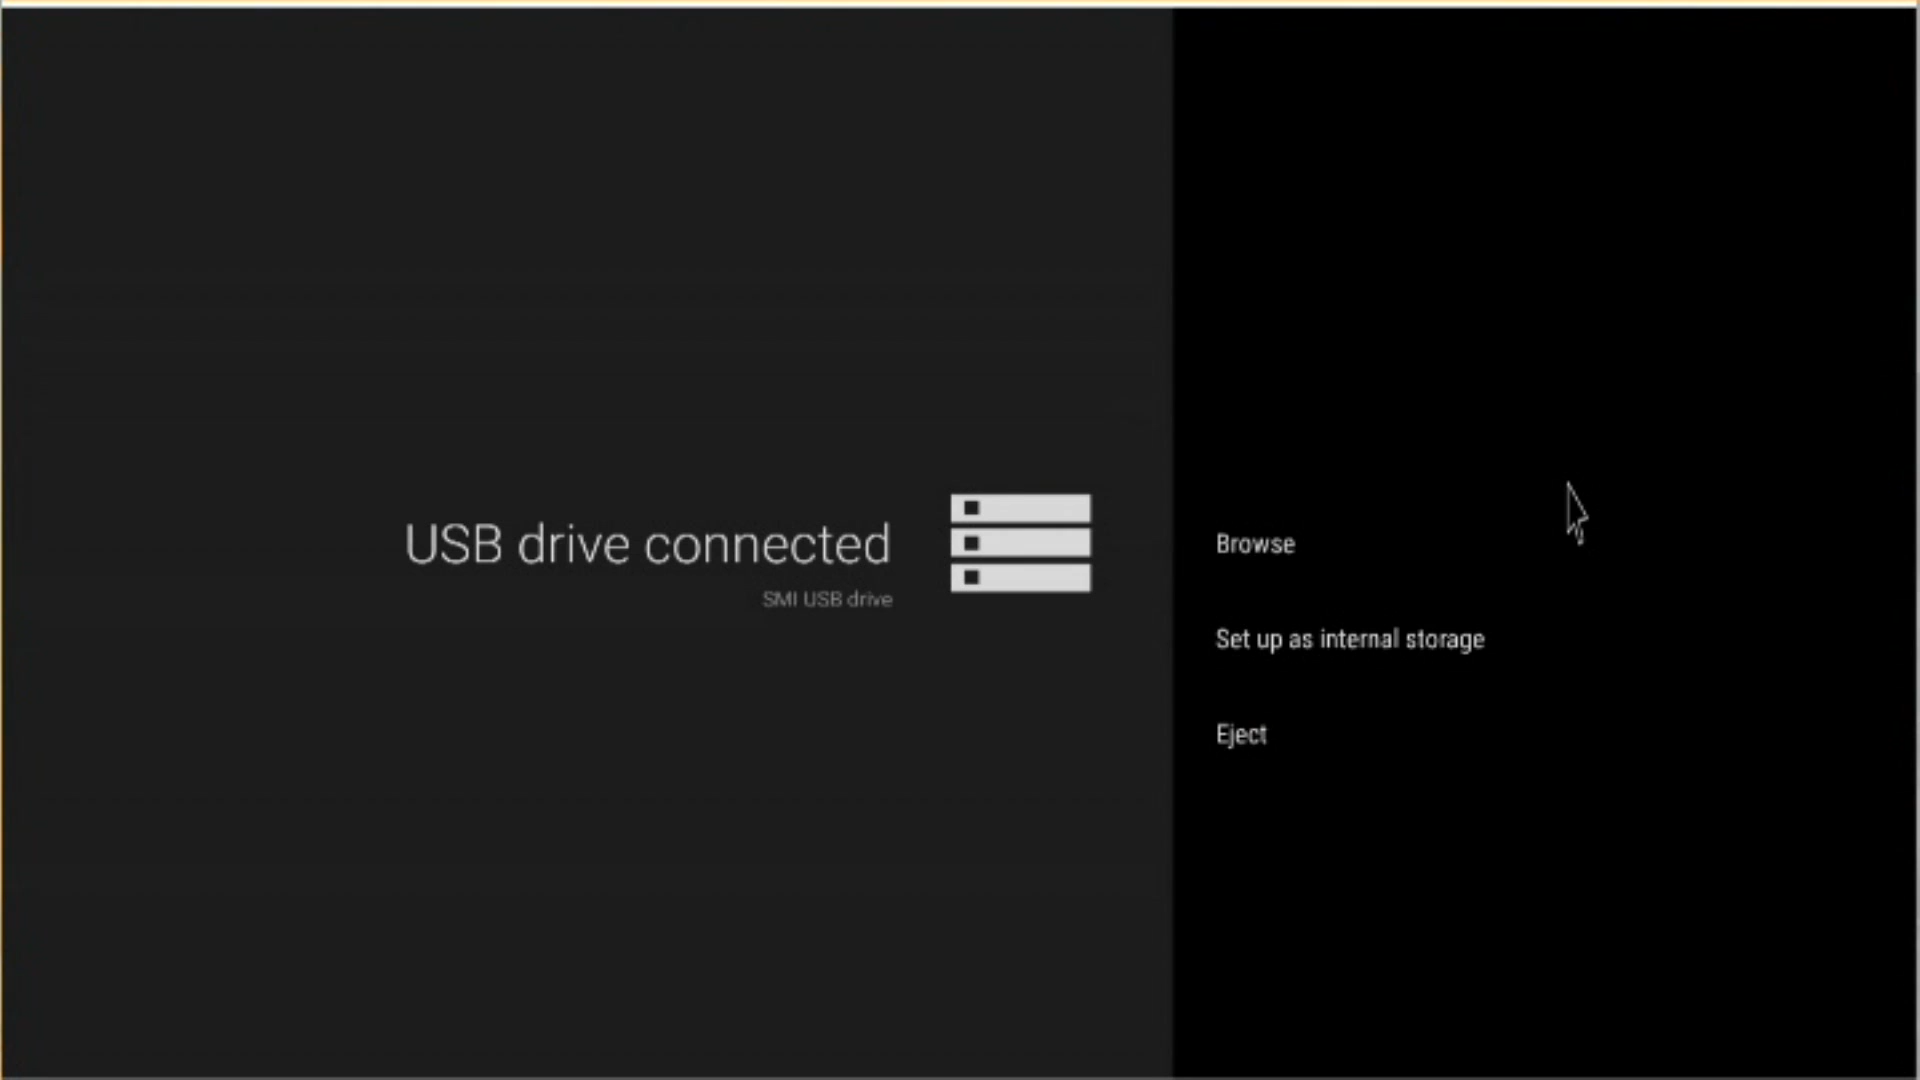 USB drive connected
SMI USB drive
Browse
Set up as internal storage
Eject